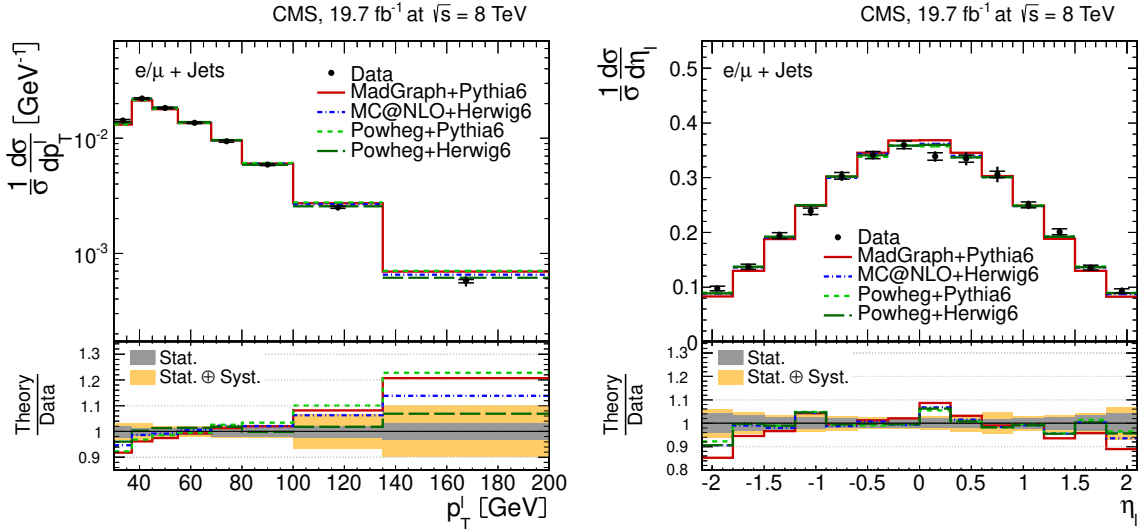 CMS, 19.7 fb⁻¹ at √s = 8 TeV
1/σ dσ/dp_T^l [GeV⁻¹]
e/μ + Jets
Data
MadGraph+Pythia6
MC@NLO+Herwig6
Powheg+Pythia6
Powheg+Herwig6
10⁻²
10⁻³
Theory/Data
Stat.
Stat. ⊕ Syst.
1.3
1.2
1.1
1
0.9
40 60 80 100 120 140 160 180 200
p_T^l [GeV]
CMS, 19.7 fb⁻¹ at √s = 8 TeV
1/σ dσ/dη_l
e/μ + Jets
0.5
0.4
0.3
0.2
0.1
0
Data
MadGraph+Pythia6
MC@NLO+Herwig6
Powheg+Pythia6
Powheg+Herwig6
Theory/Data
Stat.
Stat. ⊕ Syst.
1.3
1.2
1.1
1
0.9
0.8
-2 -1.5 -1 -0.5 0 0.5 1 1.5 2
η_l